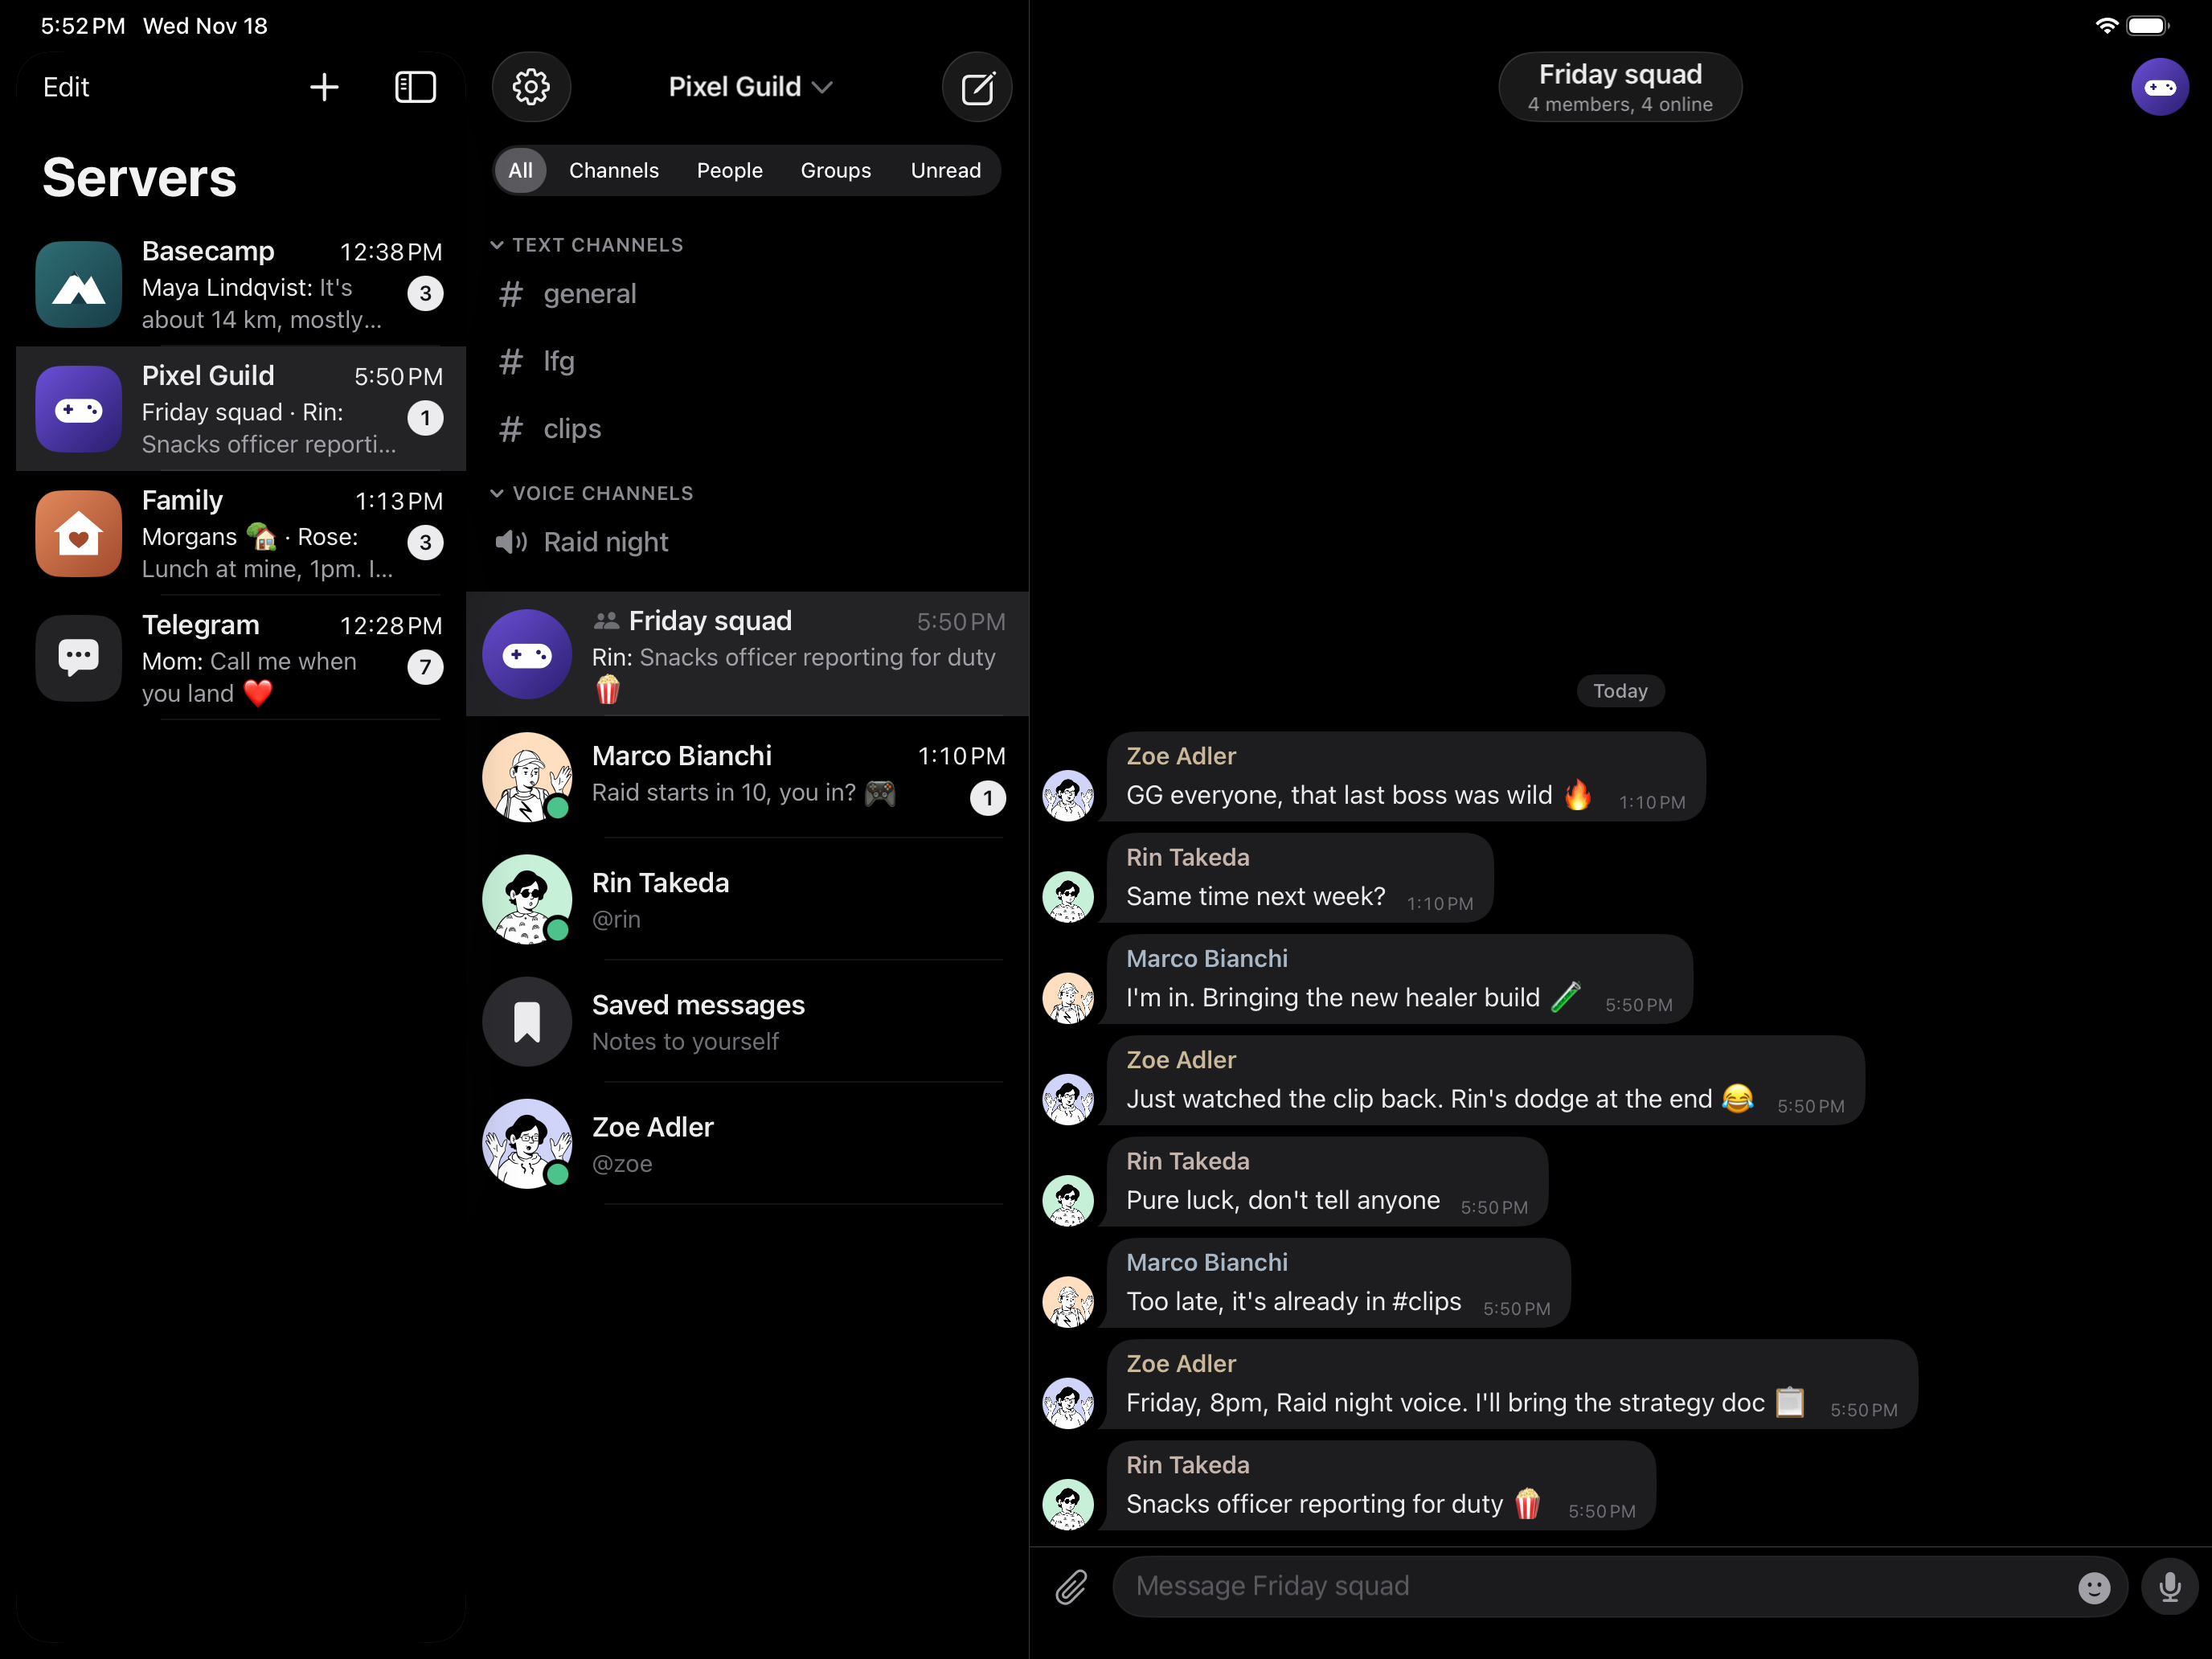 5:52 PM Wed Nov 18
Edit
Servers
Basecamp 12:38 PM
Maya Lindqvist: It's
about 14 km, mostly...
3
Pixel Guild 5:50 PM
Friday squad · Rin:
Snacks officer reporti...
1
Family 1:13 PM
Morgans 🏡 · Rose:
Lunch at mine, 1pm. I...
3
Telegram 12:28 PM
Mom: Call me when
you land ❤️
7
Pixel Guild
All Channels People Groups Unread
TEXT CHANNELS
# general
# lfg
# clips
VOICE CHANNELS
Raid night
Friday squad 5:50 PM
Rin: Snacks officer reporting for duty
🍿
Marco Bianchi 1:10 PM
Raid starts in 10, you in? 🎮
1
Rin Takeda
@rin
Saved messages
Notes to yourself
Zoe Adler
@zoe
Friday squad
4 members, 4 online
Today
Zoe Adler
GG everyone, that last boss was wild 🔥 1:10 PM
Rin Takeda
Same time next week? 1:10 PM
Marco Bianchi
I'm in. Bringing the new healer build 🧪 5:50 PM
Zoe Adler
Just watched the clip back. Rin's dodge at the end 😂 5:50 PM
Rin Takeda
Pure luck, don't tell anyone 5:50 PM
Marco Bianchi
Too late, it's already in #clips 5:50 PM
Zoe Adler
Friday, 8pm, Raid night voice. I'll bring the strategy doc 📋 5:50 PM
Rin Takeda
Snacks officer reporting for duty 🍿 5:50 PM
Message Friday squad